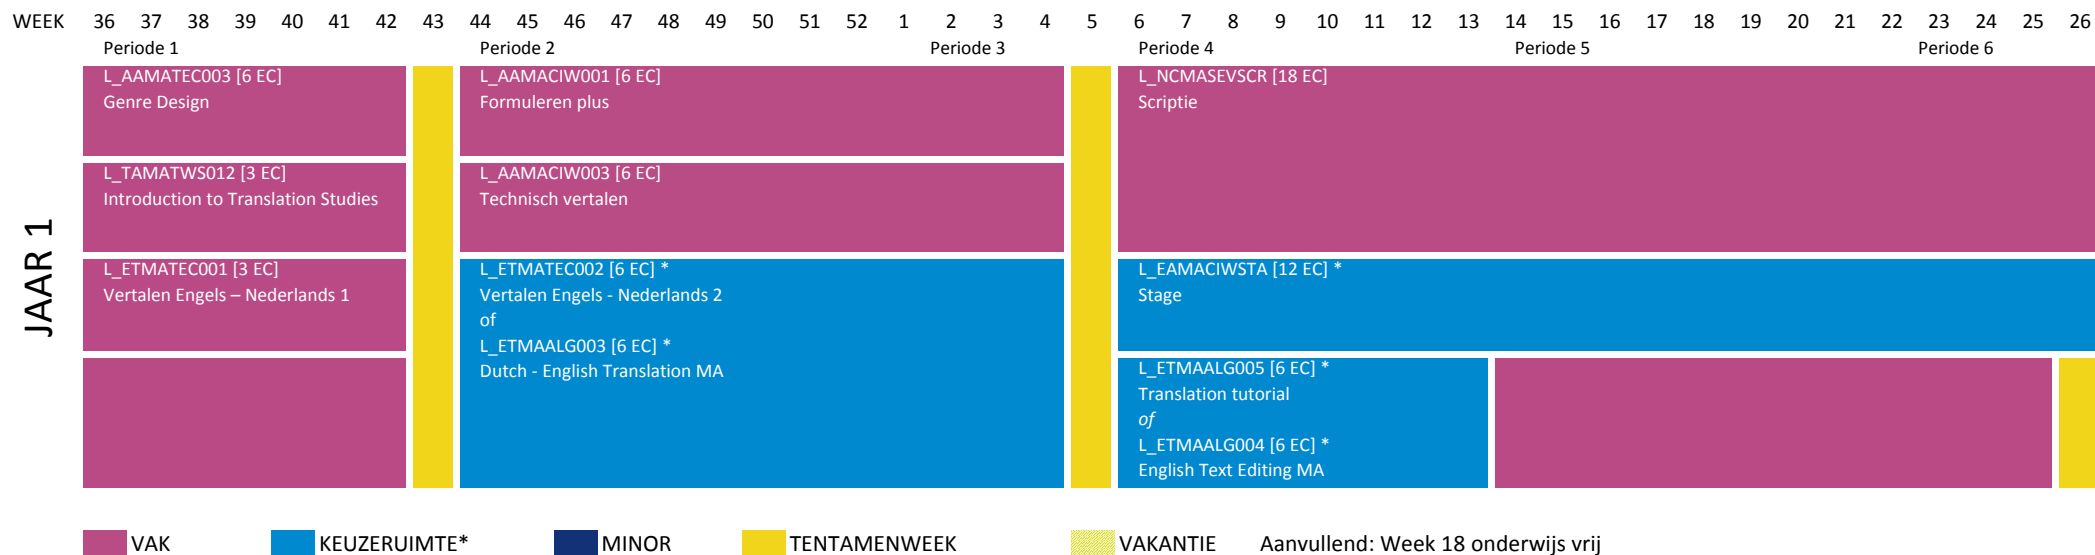 WEEK 36 37 38 39 40 41 42 43 44 45 46 47 48 49 50 51 52 1 2 3 4 5 6 7 8 9 10 11 12 13 14 15 16 17 18 19 20 21 22 23 24 25 26
Periode 1 Periode 2 Periode 3 Periode 4 Periode 5 Periode 6
JAAR 1
L_AAMATEC003 [6 EC]
Genre Design
L_TAMATWS012 [3 EC]
Introduction to Translation Studies
L_ETMATEC001 [3 EC]
Vertalen Engels – Nederlands 1
L_AAMACIW001 [6 EC]
Formuleren plus
L_AAMACIW003 [6 EC]
Technisch vertalen
L_ETMATEC002 [6 EC] *
Vertalen Engels - Nederlands 2
of
L_ETMAALG003 [6 EC] *
Dutch - English Translation MA
L_NCMASEVSCR [18 EC]
Scriptie
L_EAMACIWSTA [12 EC] *
Stage
L_ETMAALG005 [6 EC] *
Translation tutorial
of
L_ETMAALG004 [6 EC] *
English Text Editing MA
VAK KEUZERUIMTE* MINOR TENTAMENWEEK VAKANTIE Aanvullend: Week 18 onderwijs vrij